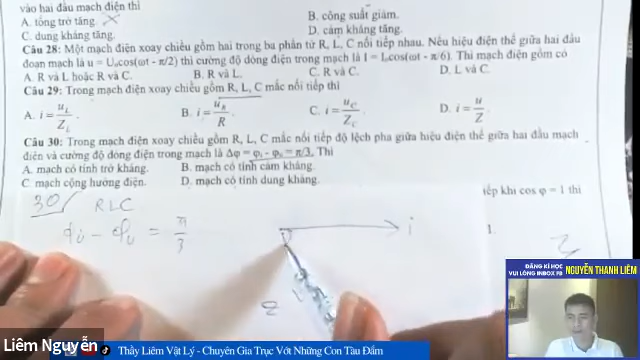 vào hai đầu mạch điện thì
A. tổng trở tăng.
B. công suất giảm.
C. dung kháng tăng.
D. cảm kháng tăng.
Câu 28: Một mạch điện xoay chiều gồm hai trong ba phần tử R, L, C nối tiếp nhau. Nếu hiệu điện thế giữa hai đầu
đoạn mạch là u = U₀cos(ωt - π/2) thì cường độ dòng điện trong mạch là I = I₀cos(ωt - π/6). Thì mạch điện gồm có
A. R và L hoặc R và C. B. R và L. C. R và C. D. L và C.
Câu 29: Trong mạch điện xoay chiều gồm R, L, C mắc nối tiếp thì
A. i = u_L / Z_L . B. i = u_R / R . C. i = u_C / Z_C . D. i = u / Z .
Câu 30: Trong mạch điện xoay chiều gồm R, L, C mắc nối tiếp độ lệch pha giữa hiệu điện thế giữa hai đầu mạch
điện và cường độ dòng điện trong mạch là Δφ = φᵢ - φᵤ = π/3. Thì
A. mạch có tính trở kháng. B. mạch có tính cảm kháng.
C. mạch cộng hưởng điện. D. mạch có tính dung kháng.
tiếp khi cos φ = 1 thì
1.
30/ RLC
φi - φu = π/3
i
ĐĂNG KÍ HỌC
VUI LÒNG INBOX FB
NGUYỄN THANH LIÊM
Liêm Nguyễn
Thầy Liêm Vật Lý - Chuyên Gia Trục Vớt Những Con Tàu Đắm